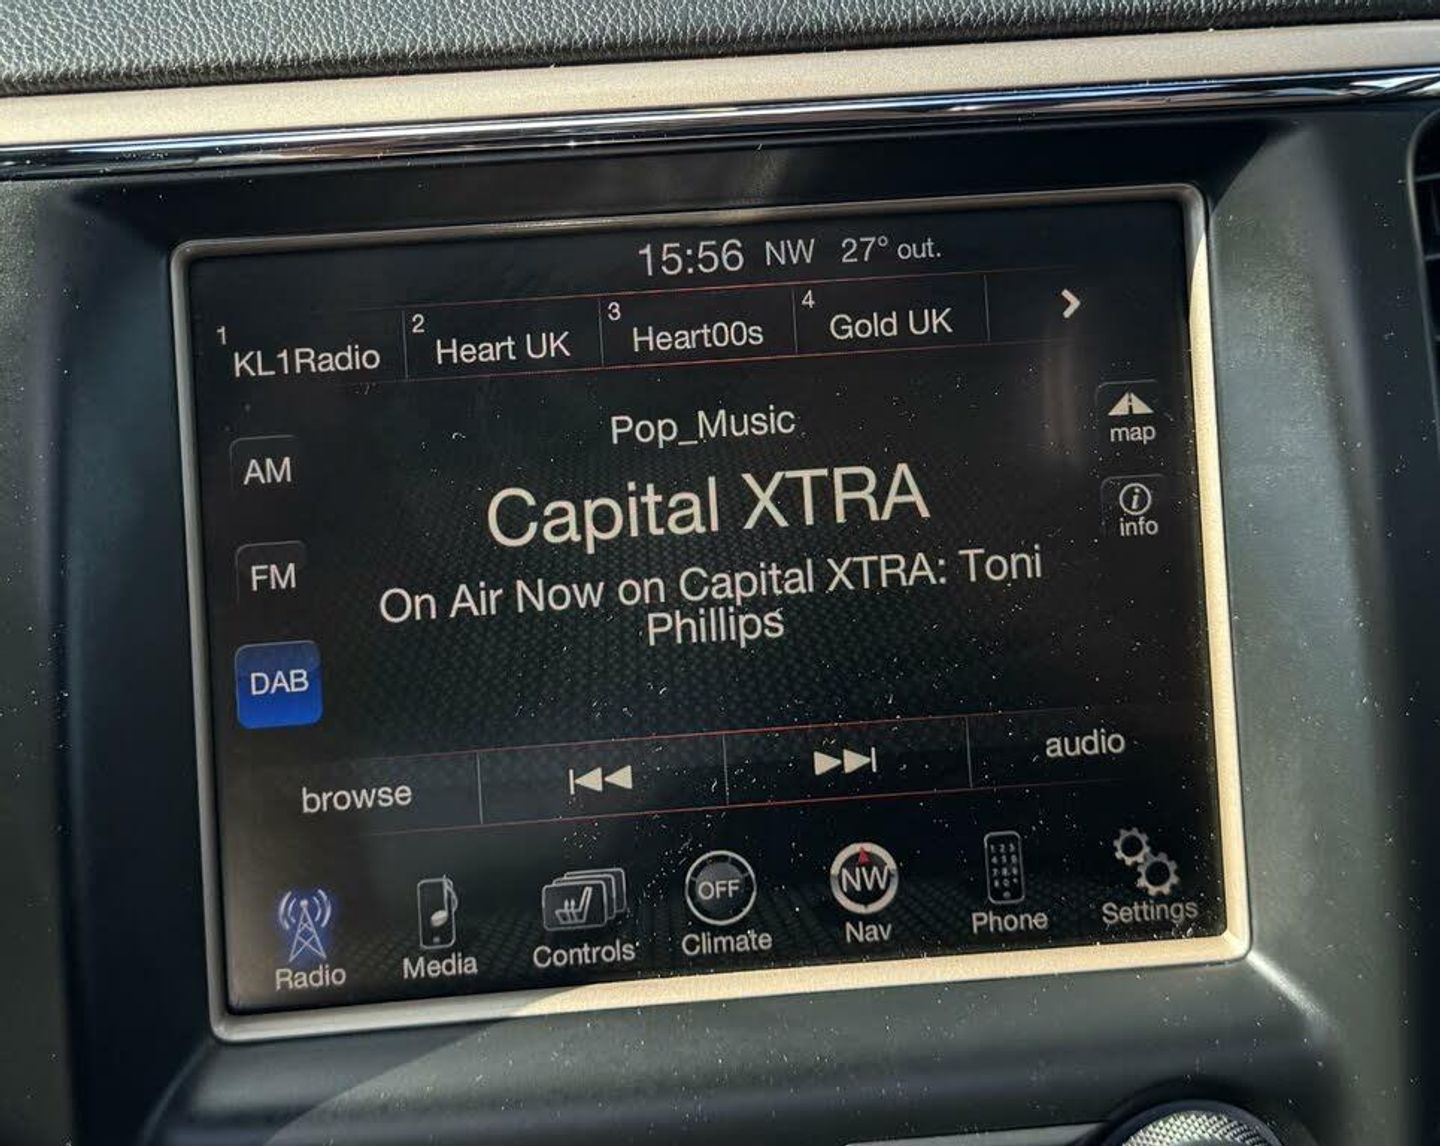 15:56 NW 27° out.
1 KL1Radio 2 Heart UK 3 Heart00s 4 Gold UK
Pop_Music
map
AM
Capital XTRA
info
FM
On Air Now on Capital XTRA: Toni
Phillips
DAB
browse audio
OFF NW
Radio Media Controls Climate Nav Phone Settings